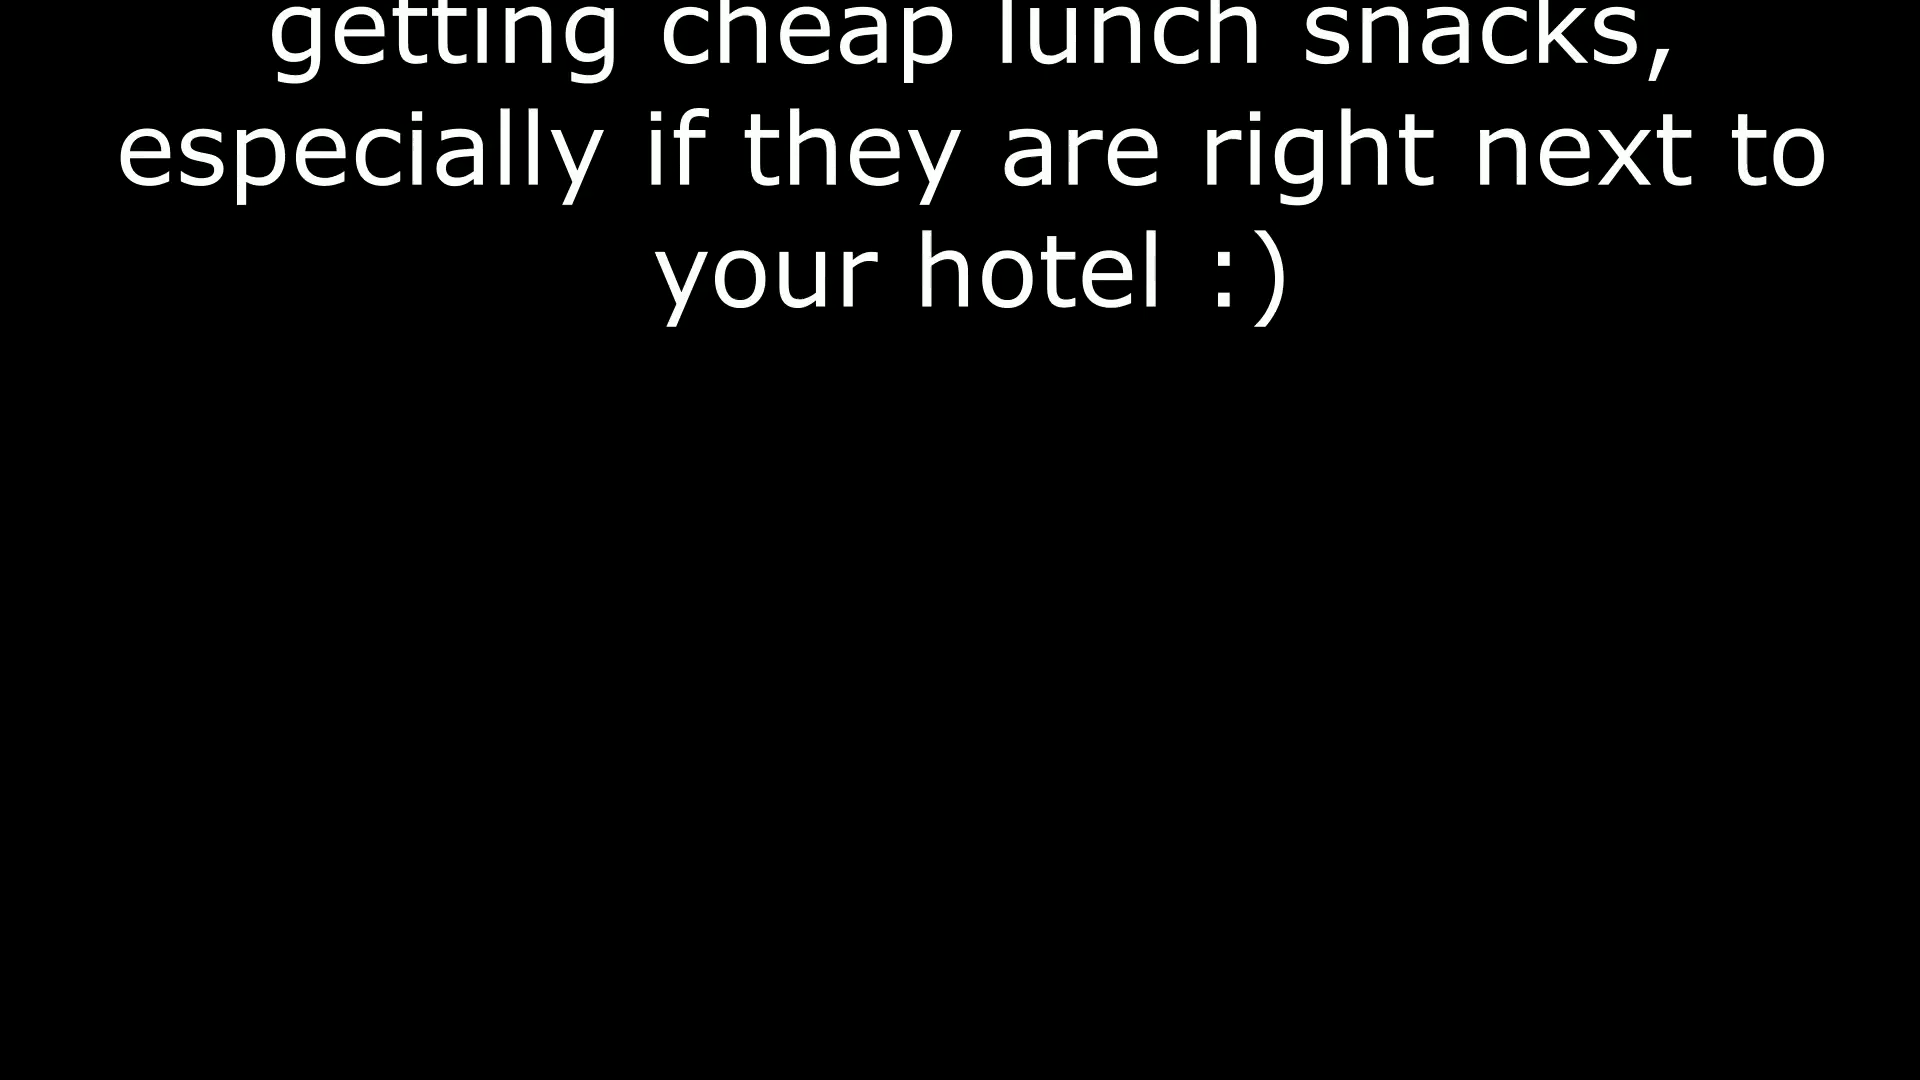 getting cheap lunch snacks,
especially if they are right next to
your hotel :)